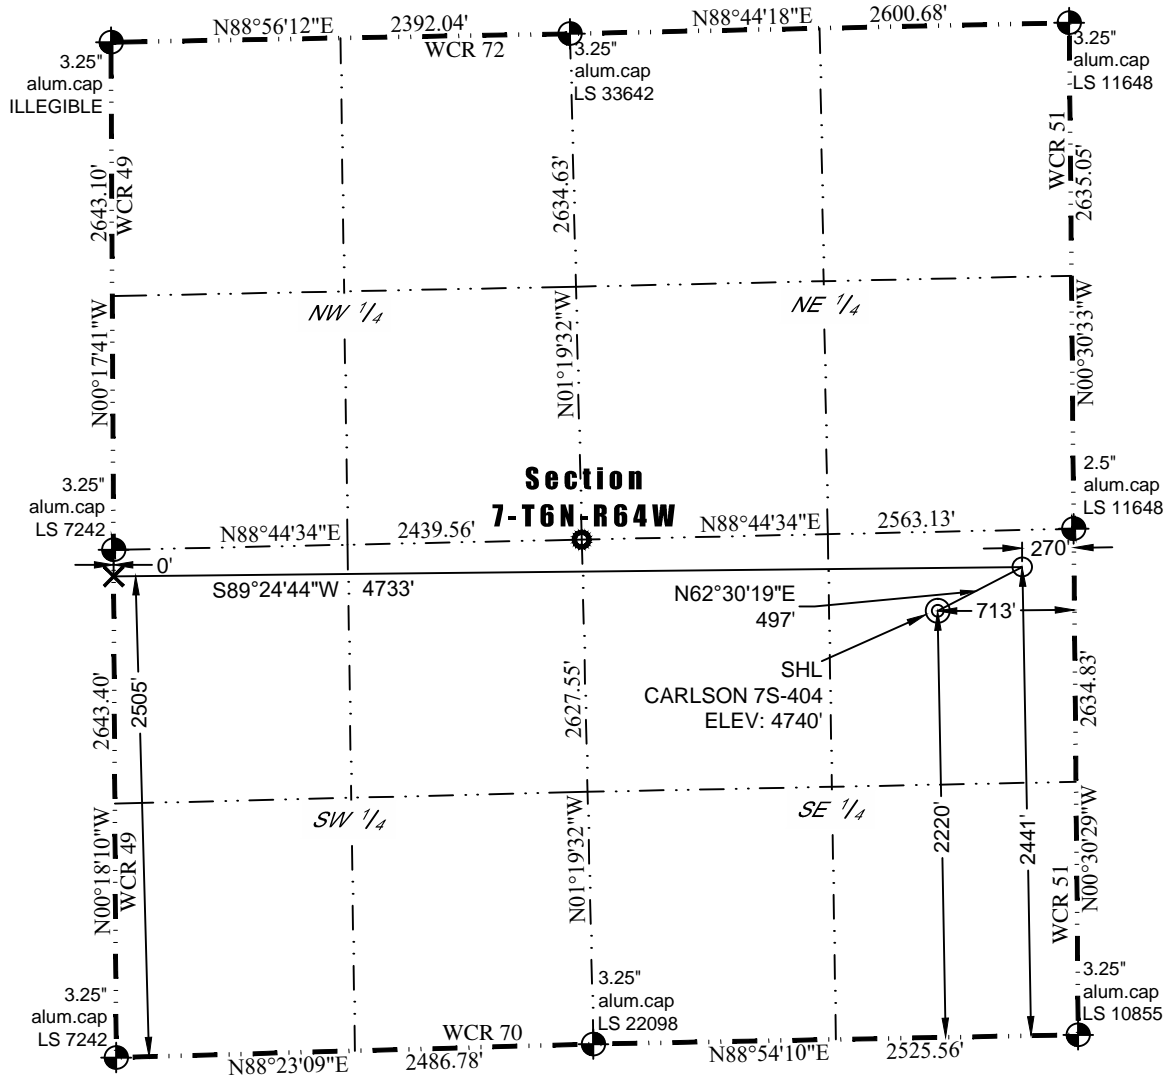 N88°56'12"E 2392.04' N88°44'18"E 2600.68'
WCR 72
3.25"
alum.cap
ILLEGIBLE
3.25"
alum.cap
LS 33642
3.25"
alum.cap
LS 11648
2643.10'
WCR 49
2634.63'
WCR 51
2635.05'
NW 1/4
NE 1/4
N00°17'41"W
N01°19'32"W
N00°30'33"W
3.25"
alum.cap
LS 7242
Section
7-T6N-R64W
2.5"
alum.cap
LS 11648
N88°44'34"E 2439.56' N88°44'34"E 2563.13'
0'
270'
S89°24'44"W 4733'
N62°30'19"E
497'
713'
SHL
CARLSON 7S-404
ELEV: 4740'
2643.40'
2505'
2627.55'
2634.83'
SW 1/4
SE 1/4
N00°18'10"W
WCR 49
N01°19'32"W
2220'
2441'
WCR 51
N00°30'29"W
3.25"
alum.cap
LS 7242
3.25"
alum.cap
LS 22098
3.25"
alum.cap
LS 10855
WCR 70
N88°23'09"E 2486.78' N88°54'10"E 2525.56'